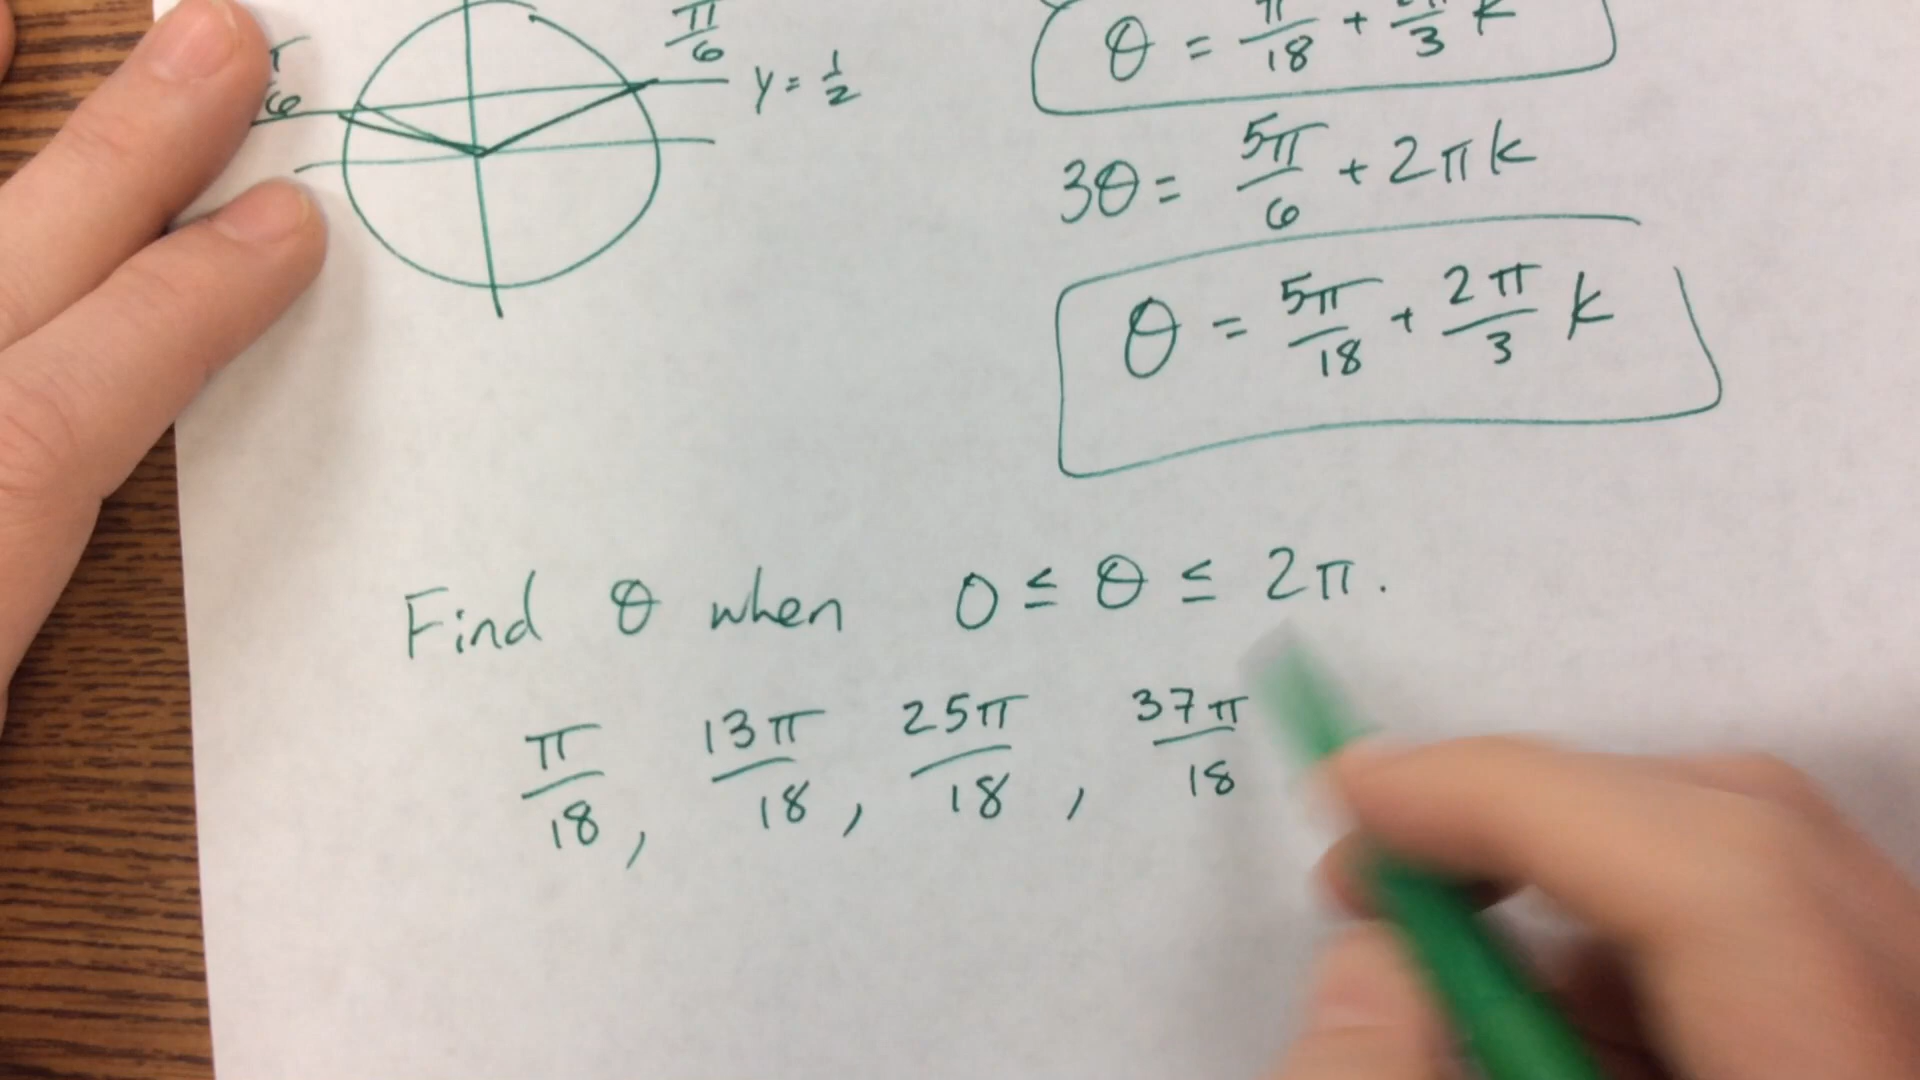 π/6
y = 1/2
θ = π/18 + 2π/3 k
3θ = 5π/6 + 2πk
θ = 5π/18 + 2π/3 k
Find θ when 0 ≤ θ ≤ 2π.
π/18, 13π/18, 25π/18, 37π/18